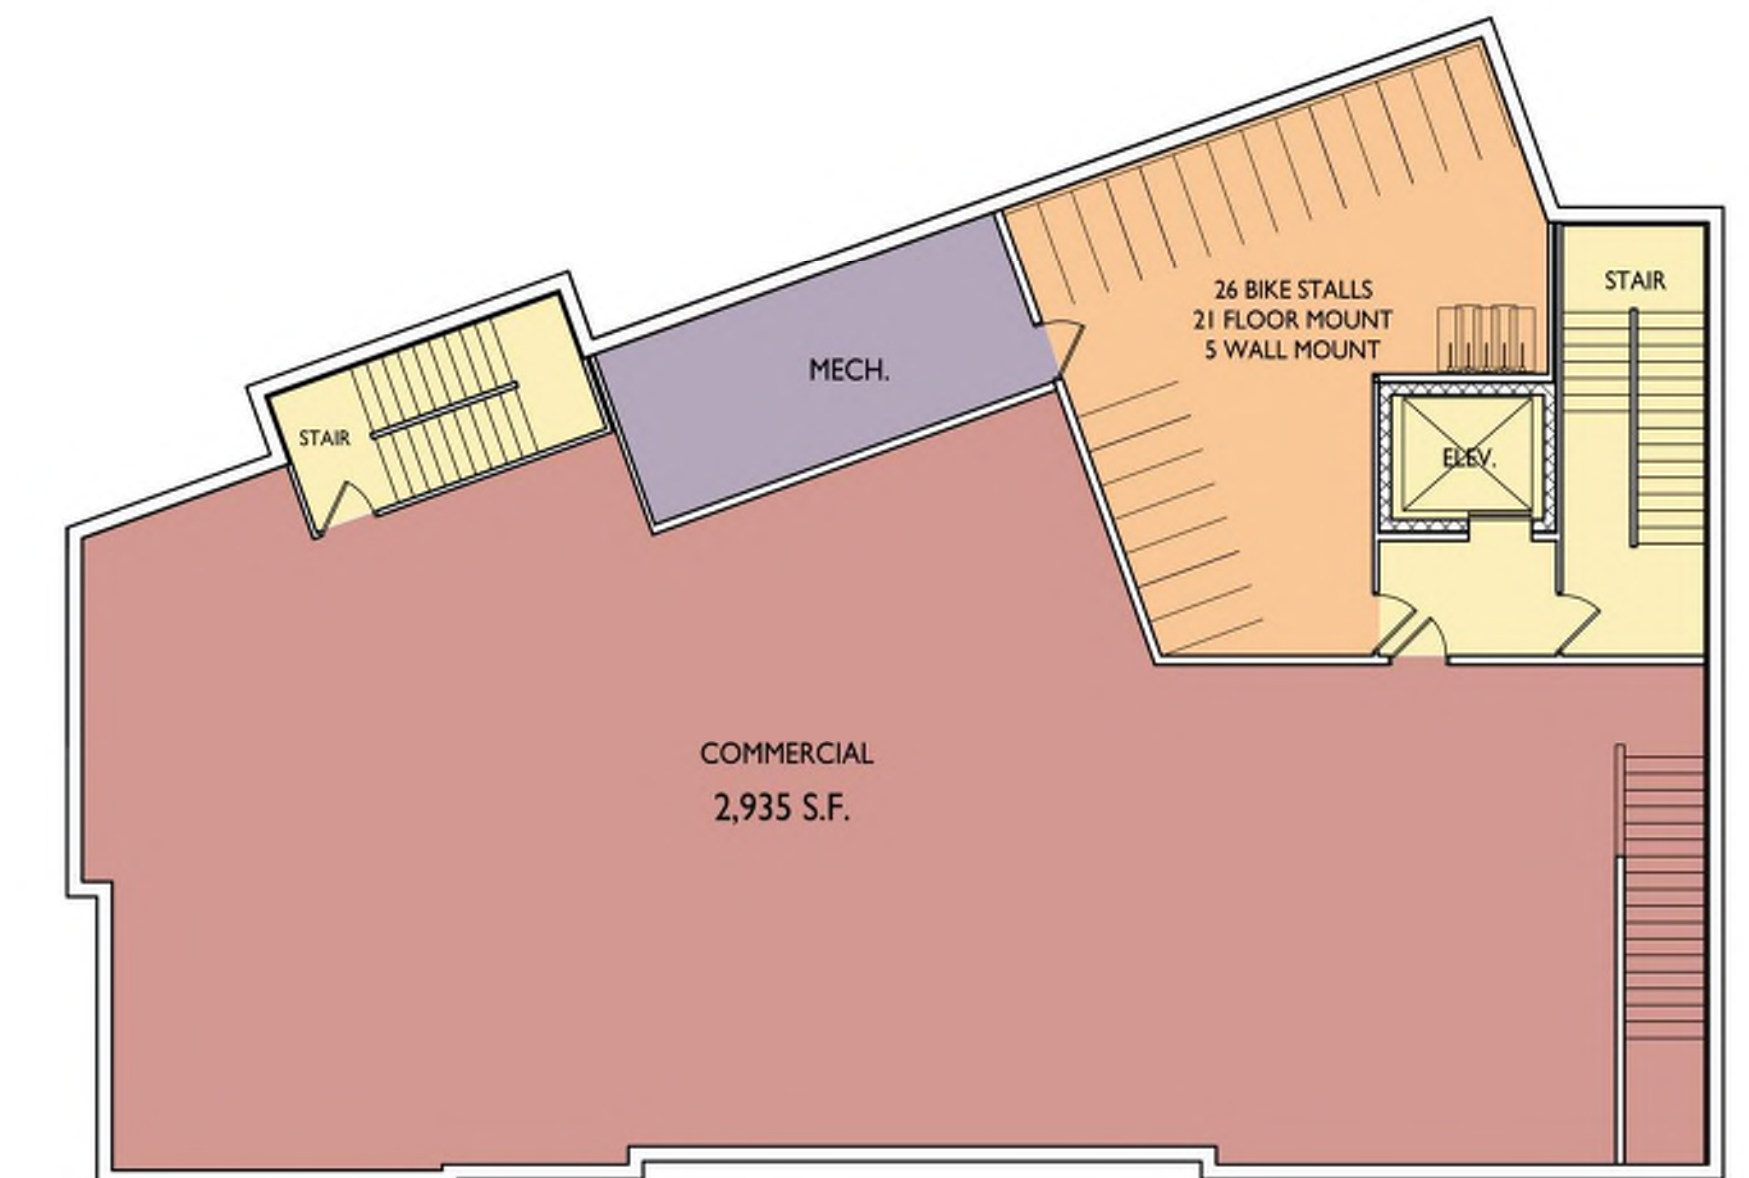 26 BIKE STALLS
21 FLOOR MOUNT
5 WALL MOUNT
STAIR
MECH.
STAIR
ELEV.
COMMERCIAL
2,935 S.F.